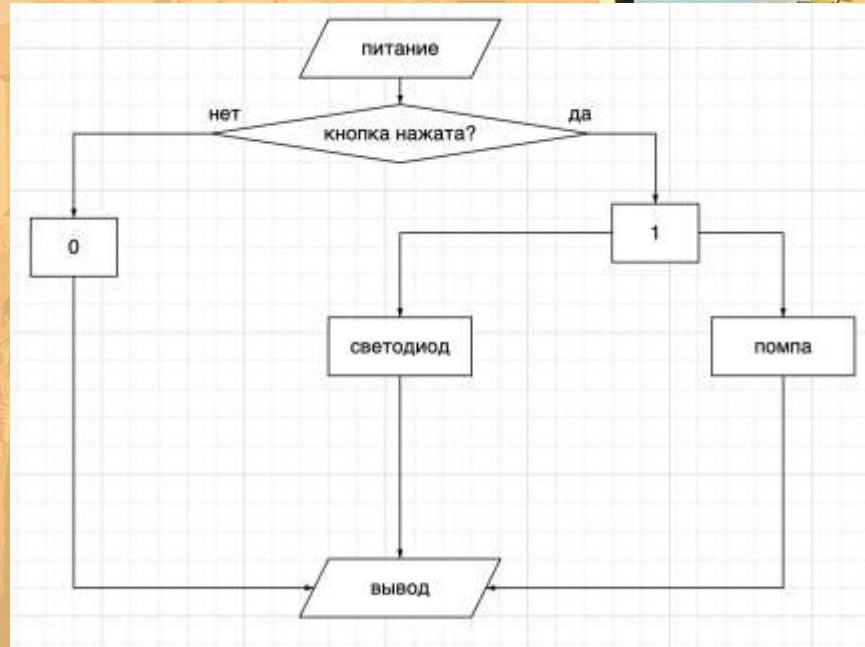 питание
нет
да
кнопка нажата?
0
1
светодиод
помпа
вывод